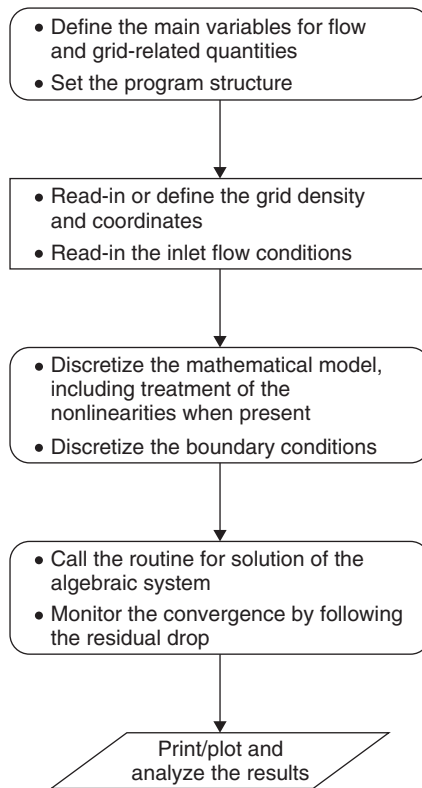 • Define the main variables for flow
and grid-related quantities
• Set the program structure
• Read-in or define the grid density
and coordinates
• Read-in the inlet flow conditions
• Discretize the mathematical model,
including treatment of the
nonlinearities when present
• Discretize the boundary conditions
• Call the routine for solution of the
algebraic system
• Monitor the convergence by following
the residual drop
Print/plot and
analyze the results